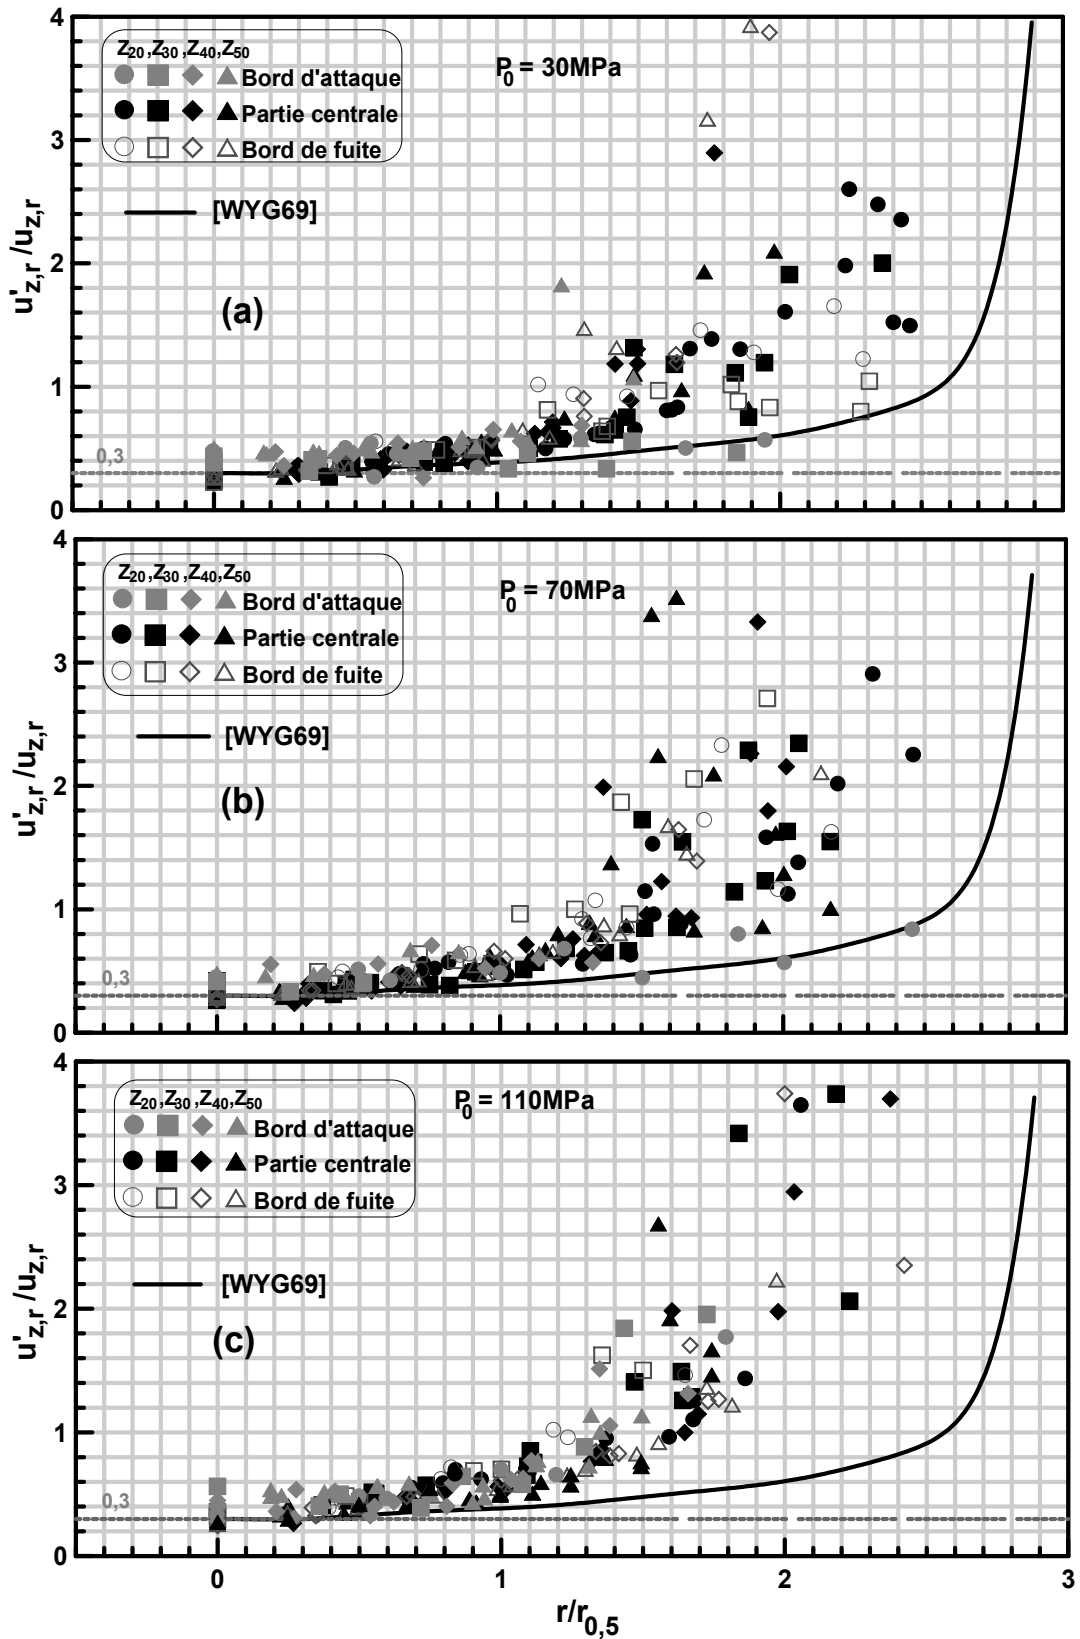 4
Z20,Z30,Z40,Z50
P0 = 30MPa
Bord d'attaque
Partie centrale
Bord de fuite
3
[WYG69]
u'z,r/uz,r
2
(a)
1
0,3
0
4
Z20,Z30,Z40,Z50
P0 = 70MPa
Bord d'attaque
Partie centrale
Bord de fuite
3
[WYG69]
u'z,r/uz,r
2
(b)
1
0,3
0
4
Z20,Z30,Z40,Z50
P0 = 110MPa
Bord d'attaque
Partie centrale
Bord de fuite
3
[WYG69]
u'z,r/uz,r
2
(c)
1
0,3
0
0 1 2 3
r/r0,5